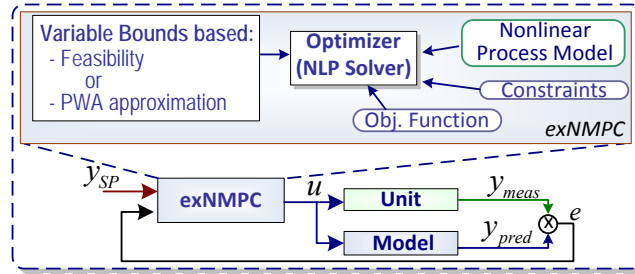 Variable Bounds based:
- Feasibility
or
- PWA approximation
Optimizer
(NLP Solver)
Nonlinear
Process Model
Constraints
Obj. Function
exNMPC
y_SP
exNMPC
u
Unit
Model
y_meas
y_pred
X
e